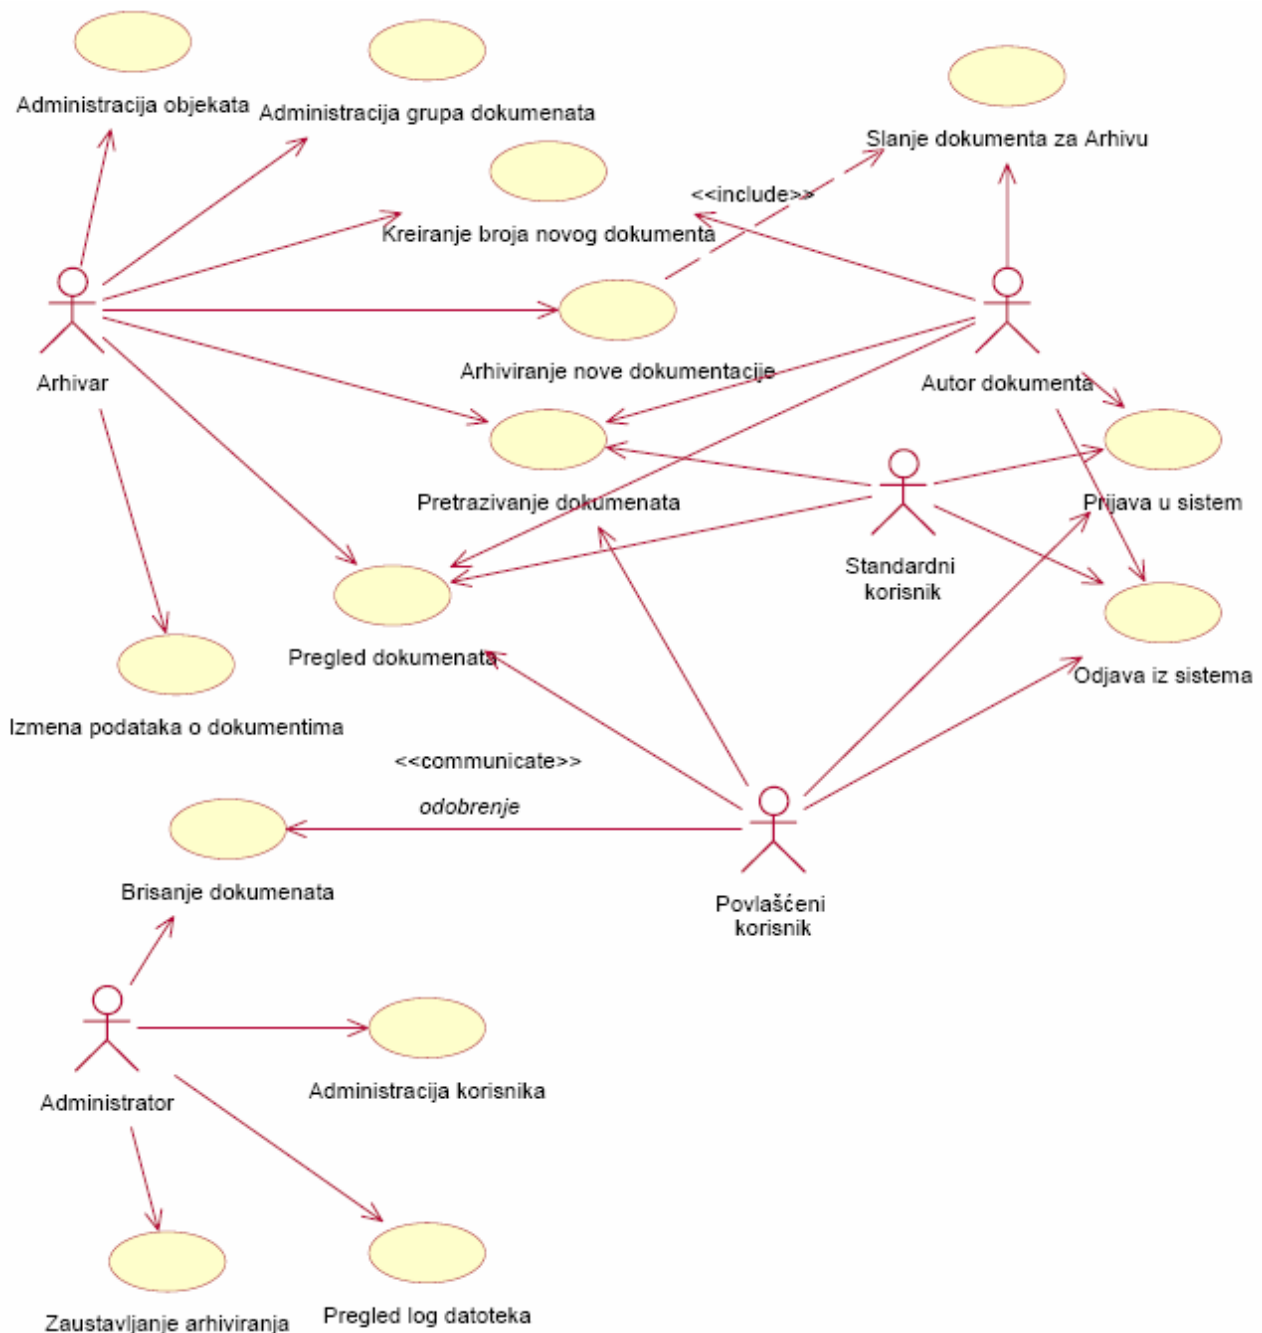 Administracija objekata
Administracija grupa dokumenata
Slanje dokumenta za Arhivu
<<include>>
Kreiranje broja novog dokumenta
Arhivar
Arhiviranje nove dokumentacije
Autor dokumenta
Pretrazivanje dokumenata
Prijava u sistem
Standardni
korisnik
Pregled dokumenata
Odjava iz sistema
Izmena podataka o dokumentima
<<communicate>>
odobrenje
Brisanje dokumenata
Povlašćeni
korisnik
Administracija korisnika
Administrator
Zaustavljanje arhiviranja
Pregled log datoteka